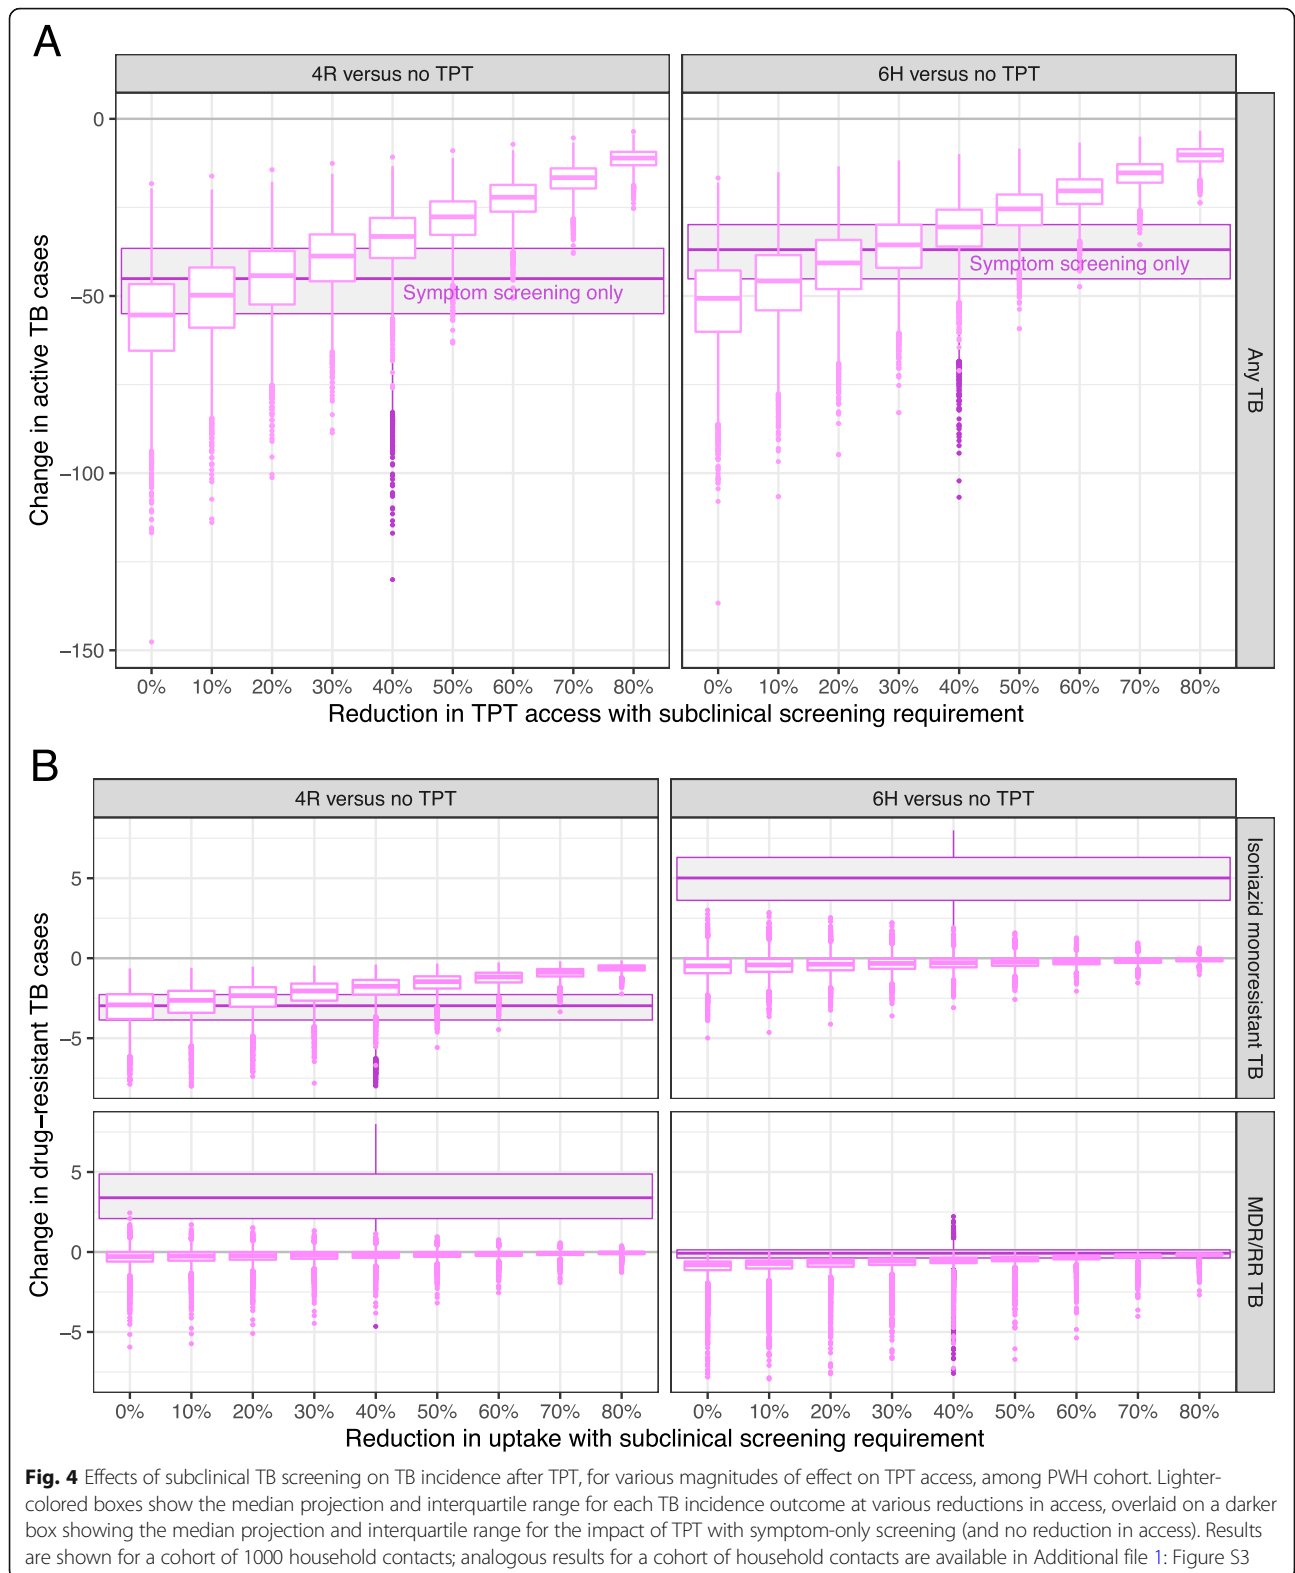 A
4R versus no TPT
6H versus no TPT
0
−50
−100
−150
Change in active TB cases
Symptom screening only
Symptom screening only
Any TB
0% 10% 20% 30% 40% 50% 60% 70% 80%
0% 10% 20% 30% 40% 50% 60% 70% 80%
Reduction in TPT access with subclinical screening requirement
B
4R versus no TPT
6H versus no TPT
Change in drug−resistant TB cases
5
0
−5
Isoniazid monoresistant TB
5
0
−5
MDR/RR TB
0% 10% 20% 30% 40% 50% 60% 70% 80%
0% 10% 20% 30% 40% 50% 60% 70% 80%
Reduction in uptake with subclinical screening requirement
Fig. 4 Effects of subclinical TB screening on TB incidence after TPT, for various magnitudes of effect on TPT access, among PWH cohort. Lighter-
colored boxes show the median projection and interquartile range for each TB incidence outcome at various reductions in access, overlaid on a darker
box showing the median projection and interquartile range for the impact of TPT with symptom-only screening (and no reduction in access). Results
are shown for a cohort of 1000 household contacts; analogous results for a cohort of household contacts are available in Additional file 1: Figure S3